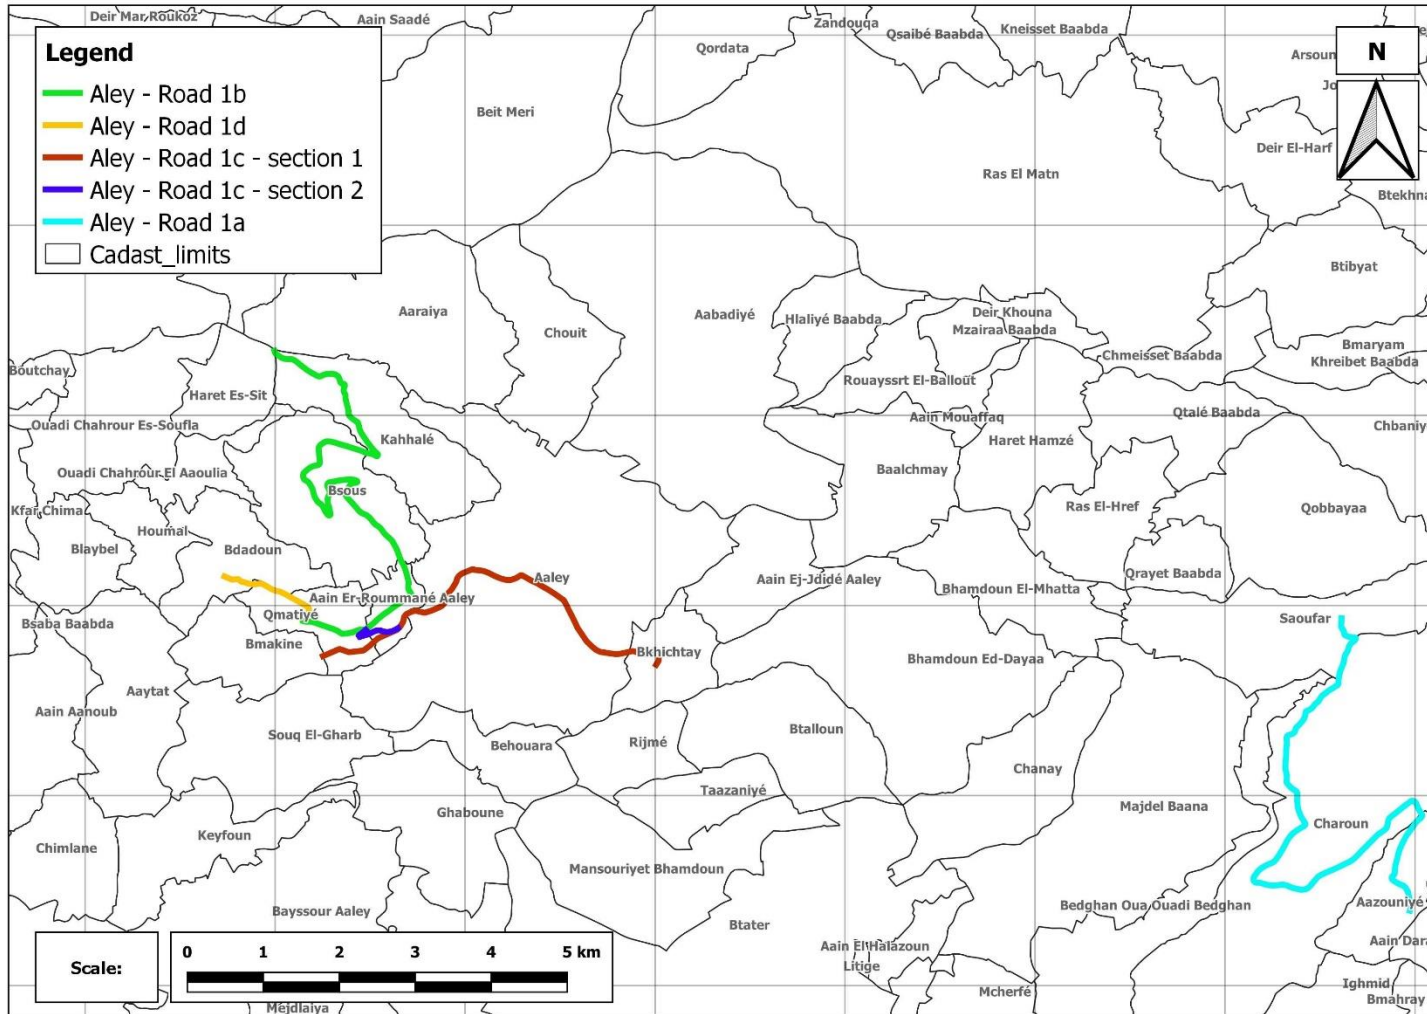 Deir Mar Roukoz
Aain Saadé
Zandouqa
Qsaibé Baabda
Kneisset Baabda
Qordata
Arsoun
N
Legend
Aley - Road 1b
Aley - Road 1d
Aley - Road 1c - section 1
Aley - Road 1c - section 2
Aley - Road 1a
Cadast_limits
Beit Meri
Deir El-Harf
Ras El Matn
Btekhna
Btibyat
Aaraiya
Chouit
Aabadiyé
Hlaliyé Baabda
Deir Khouna
Mzairaa Baabda
Bmaryam
Khreibet Baabda
Chmeisset Baabda
Boutchay
Haret Es-Sit
Rouayssrt El-Balloût
Ouadi Chahrour Es-Soufla
Kahhalé
Aain Mouaffaq
Qtalé Baabda
Chbaniy
Haret Hamzé
Ouadi Chahrour El Aaoulia
Baalchmay
Bsous
Kfar Chima
Ras El-Href
Qobbayaa
Houmal
Blaybel
Bdadoun
Aaley
Aain Ej-Jdidé Aaley
Qrayet Baabda
Bhamdoun El-Mhatta
Aain Er-Roummané Aaley
Qmatiyé
Bsaba Baabda
Saoufar
Bmakine
Bkhichtay
Bhamdoun Ed-Dayaa
Aaytat
Aain Aanoub
Souq El-Gharb
Behouara
Rijmé
Btalloun
Chanay
Taazaniyé
Majdel Baana
Ghaboune
Charoun
Keyfoun
Chimlane
Mansouriyet Bhamdoun
Bayssour Aaley
Bedghan Oua Ouadi Bedghan
Aazouniyé
Btater
Aain El Halazoun
Litige
Aain Dara
Scale:
0 1 2 3 4 5 km
Ighmid
Mcherfé
Bmahray
Mejdlaiya